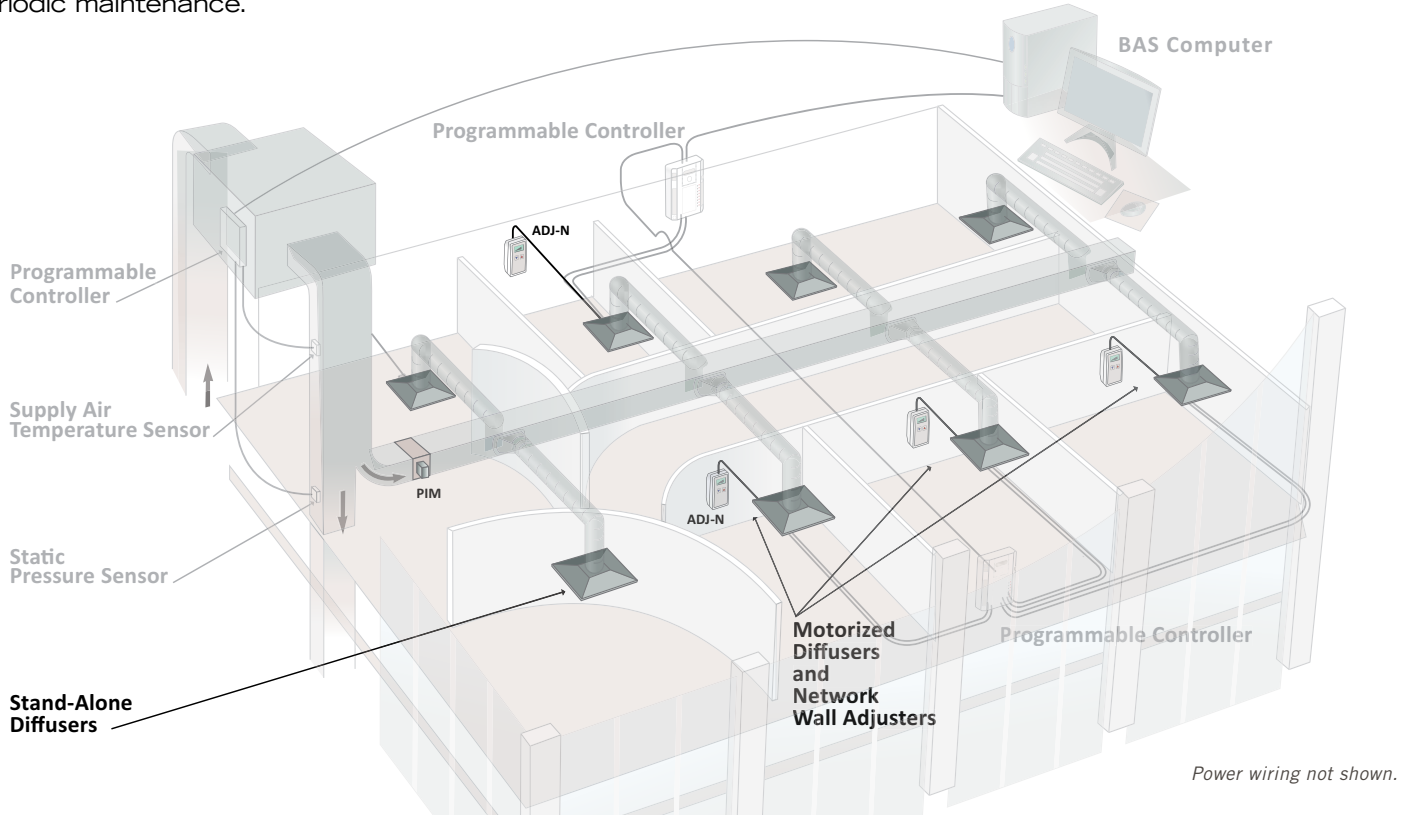 riodic maintenance.
BAS Computer
Programmable Controller
ADJ-N
Programmable
Controller
Supply Air
Temperature Sensor
PIM
ADJ-N
Static
Pressure Sensor
Motorized
Diffusers
and
Network
Wall Adjusters
Programmable Controller
Stand-Alone
Diffusers
Power wiring not shown.